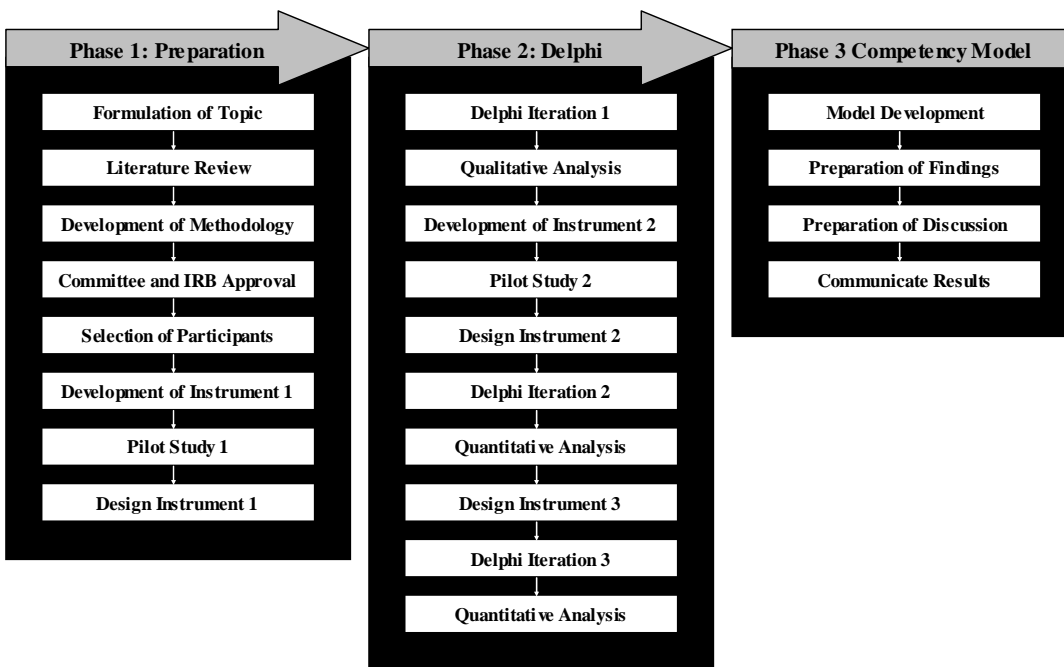 Phase 1: Preparation
Formulation of Topic
Literature Review
Development of Methodology
Committee and IRB Approval
Selection of Participants
Development of Instrument 1
Pilot Study 1
Design Instrument 1
Phase 2: Delphi
Delphi Iteration 1
Qualitative Analysis
Development of Instrument 2
Pilot Study 2
Design Instrument 2
Delphi Iteration 2
Quantitative Analysis
Design Instrument 3
Delphi Iteration 3
Quantitative Analysis
Phase 3 Competency Model
Model Development
Preparation of Findings
Preparation of Discussion
Communicate Results